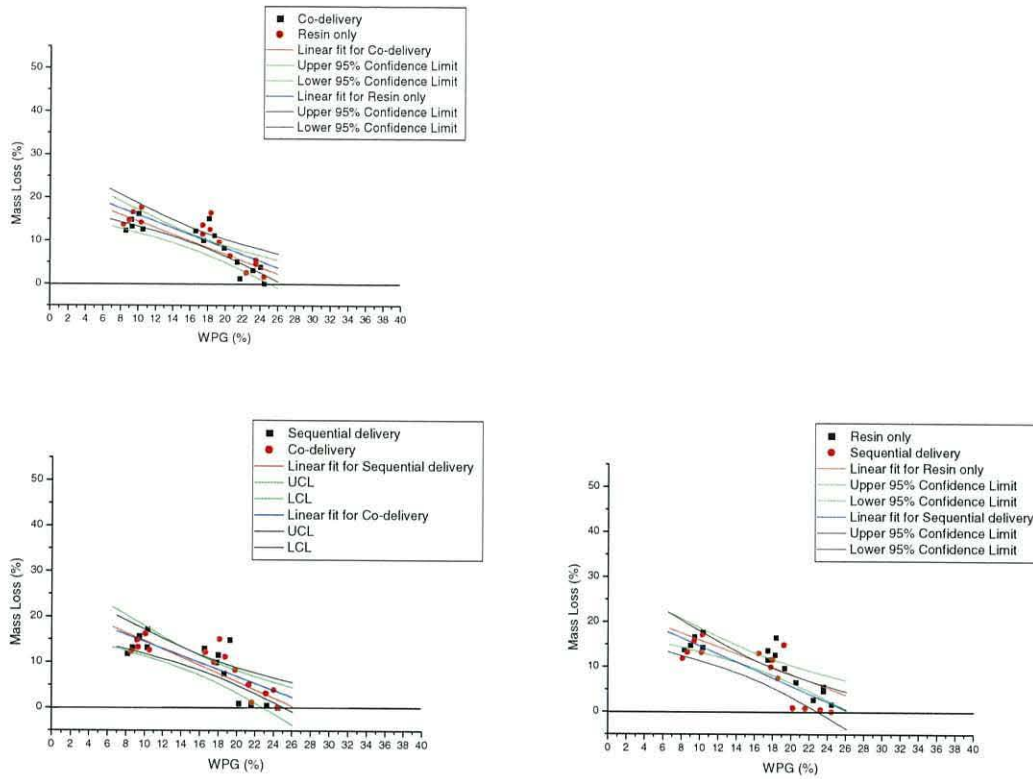 Co-delivery
Resin only
Linear fit for Co-delivery
Upper 95% Confidence Limit
Lower 95% Confidence Limit
Linear fit for Resin only
Upper 95% Confidence Limit
Lower 95% Confidence Limit
50
40
30
20
10
0
Mass Loss (%)
0 2 4 6 8 10 12 14 16 18 20 22 24 26 28 30 32 34 36 38 40
WPG (%)
Sequential delivery
Co-delivery
Linear fit for Sequential delivery
UCL
LCL
Linear fit for Co-delivery
UCL
LCL
50
40
30
20
10
0
Mass Loss (%)
0 2 4 6 8 10 12 14 16 18 20 22 24 26 28 30 32 34 36 38 40
WPG (%)
Resin only
Sequential delivery
Linear fit for Resin only
Upper 95% Confidence Limit
Lower 95% Confidence Limit
Linear fit for Sequential delivery
Upper 95% Confidence Limit
Lower 95% Confidence Limit
50
40
30
20
10
0
Mass Loss (%)
0 2 4 6 8 10 12 14 16 18 20 22 24 26 28 30 32 34 36 38 40
WPG (%)